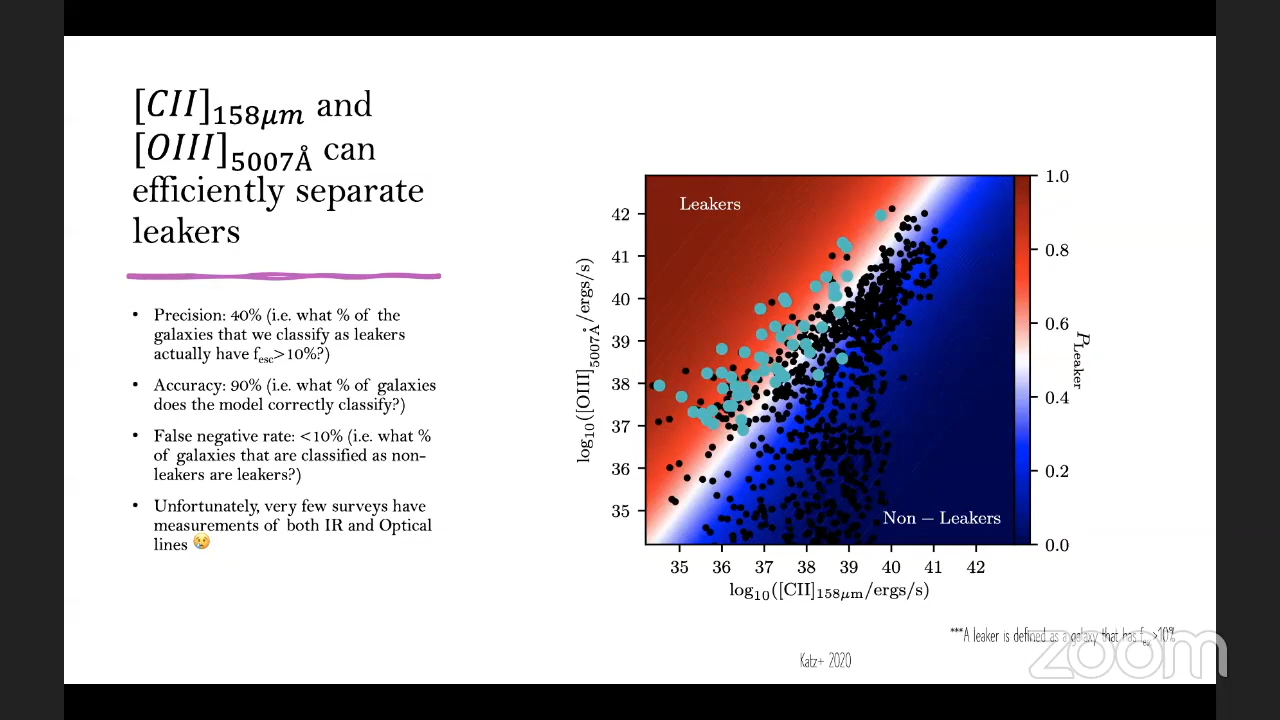 [CII]158μm and
[OIII]5007Å can
efficiently separate
leakers
• Precision: 40% (i.e. what % of the
galaxies that we classify as leakers
actually have fesc>10%?)
• Accuracy: 90% (i.e. what % of galaxies
does the model correctly classify?)
• False negative rate: <10% (i.e. what %
of galaxies that are classified as non-
leakers are leakers?)
• Unfortunately, very few surveys have
measurements of both IR and Optical
lines 😢
Leakers
Non – Leakers
42
41
40
39
38
37
36
35
log10([OIII]5007Å/ergs/s)
35 36 37 38 39 40 41 42
log10([CII]158μm/ergs/s)
1.0
0.8
0.6
0.4
0.2
0.0
PLeaker
***A leaker is defined as a galaxy that has fesc>10%
Katz+ 2020
zoom